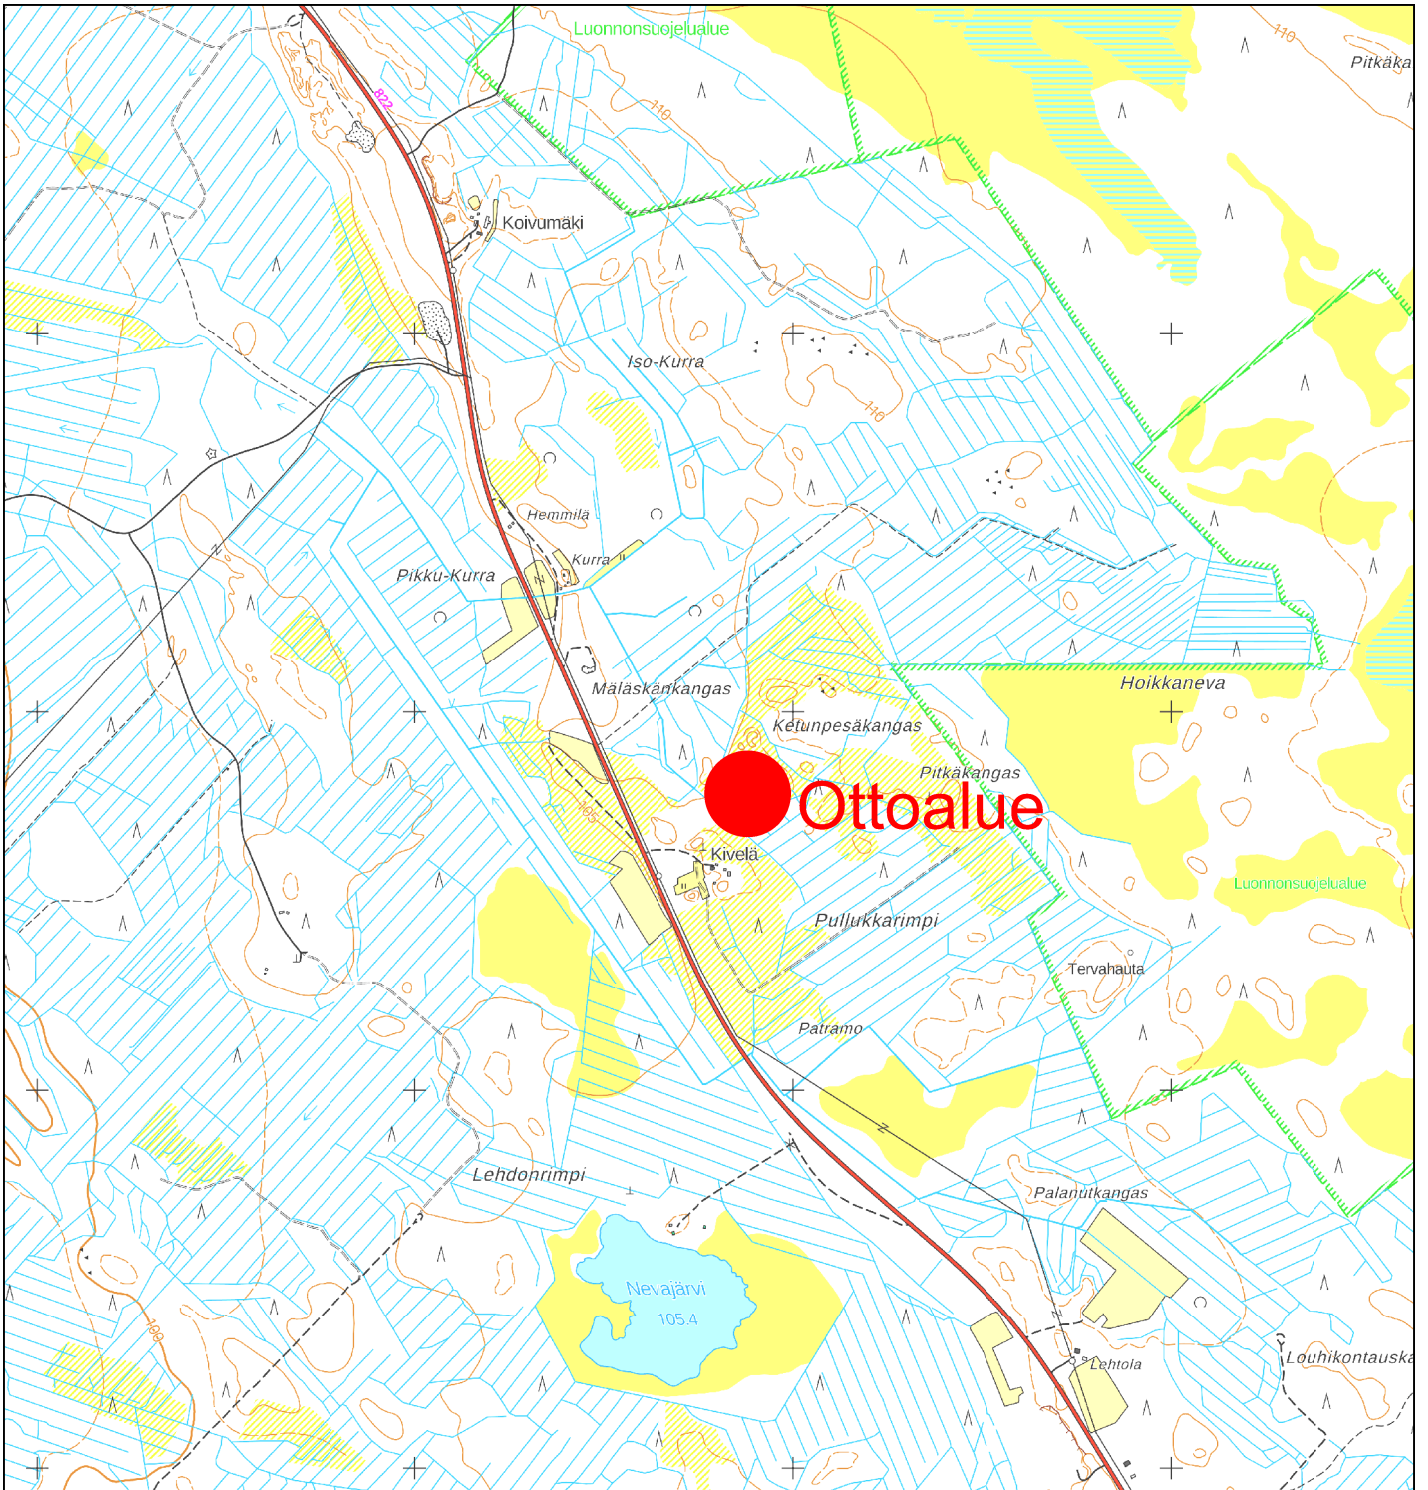 Luonnonsuojelualue
110
Pitkäka
822
110
Koivumäki
Iso-Kurra
110
Hemmilä
Kurra
Pikku-Kurra
Mäläskänkangas
Hoikkaneva
Ketunpesäkangas
Pitkäkangas
Ottoalue
105
Kivelä
Luonnonsuojelualue
Pullukkarimpi
Tervahauta
Patramo
Lehdonrimpi
Palanutkangas
Nevajärvi
105.4
100
Lehtola
Louhikontauska